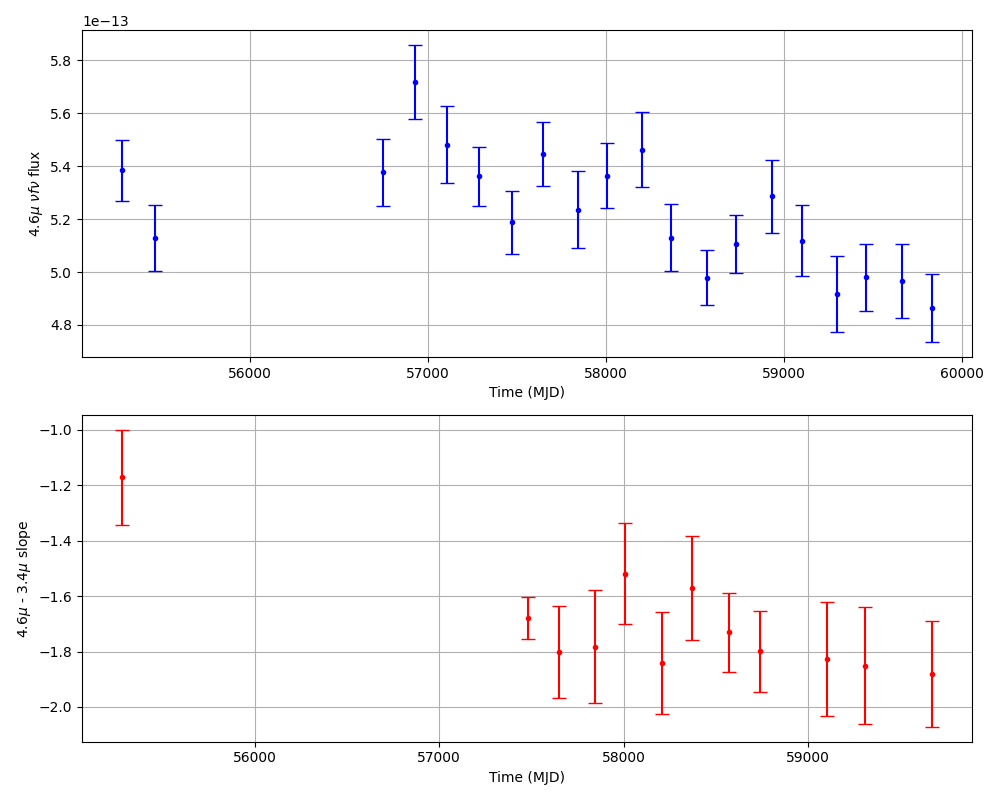 1e−13
5.8
5.6
5.4
5.2
5.0
4.8
4.6μ νfν flux
56000 57000 58000 59000 60000
Time (MJD)
−1.0
−1.2
−1.4
−1.6
−1.8
−2.0
4.6μ - 3.4μ slope
56000 57000 58000 59000
Time (MJD)